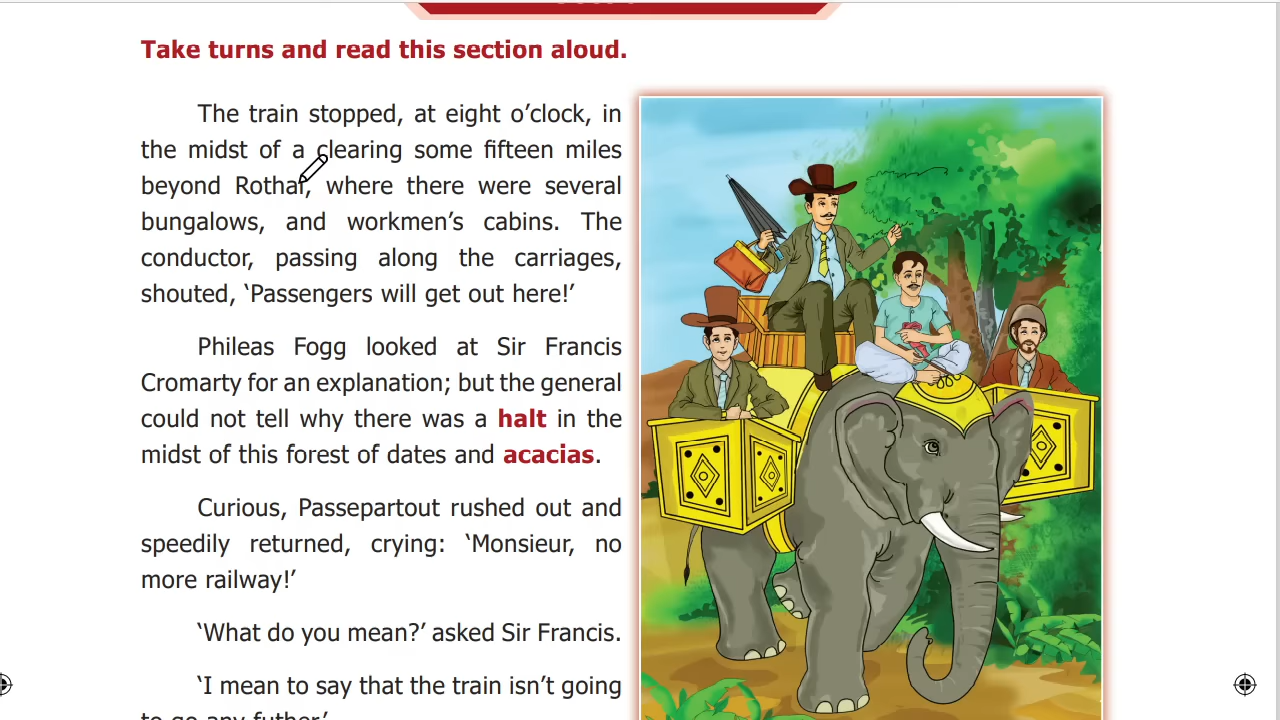 Take turns and read this section aloud.
The train stopped, at eight o’clock, in
the midst of a clearing some fifteen miles
beyond Rothal, where there were several
bungalows, and workmen’s cabins. The
conductor, passing along the carriages,
shouted, ‘Passengers will get out here!’
Phileas Fogg looked at Sir Francis
Cromarty for an explanation; but the general
could not tell why there was a halt in the
midst of this forest of dates and acacias.
Curious, Passepartout rushed out and
speedily returned, crying: ‘Monsieur, no
more railway!’
‘What do you mean?’ asked Sir Francis.
‘I mean to say that the train isn’t going
to go any futher.’